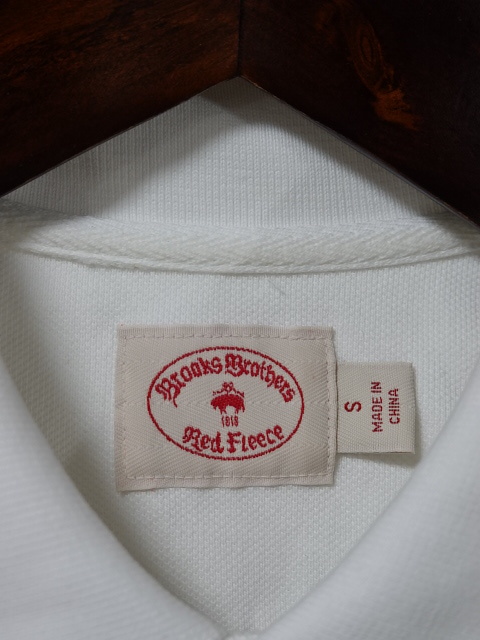 Brooks Brothers
1818
Red Fleece
S
MADE IN
CHINA